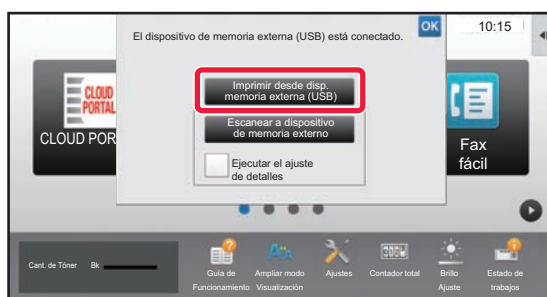 El dispositivo de memoria externa (USB) está conectado.
OK
10:15
Imprimir desde disp.
memoria externa (USB)
CLOUD
PORTAL
CLOUD POR
Escanear a dispositivo
de memoria externo
Ejecutar el ajuste
de detalles
Fax
fácil
Cant. de Tóner Bk
Guía de
Funcionamiento
Ampliar modo
Visualización
Ajustes
Contador total
Brillo
Ajuste
Estado de
trabajos